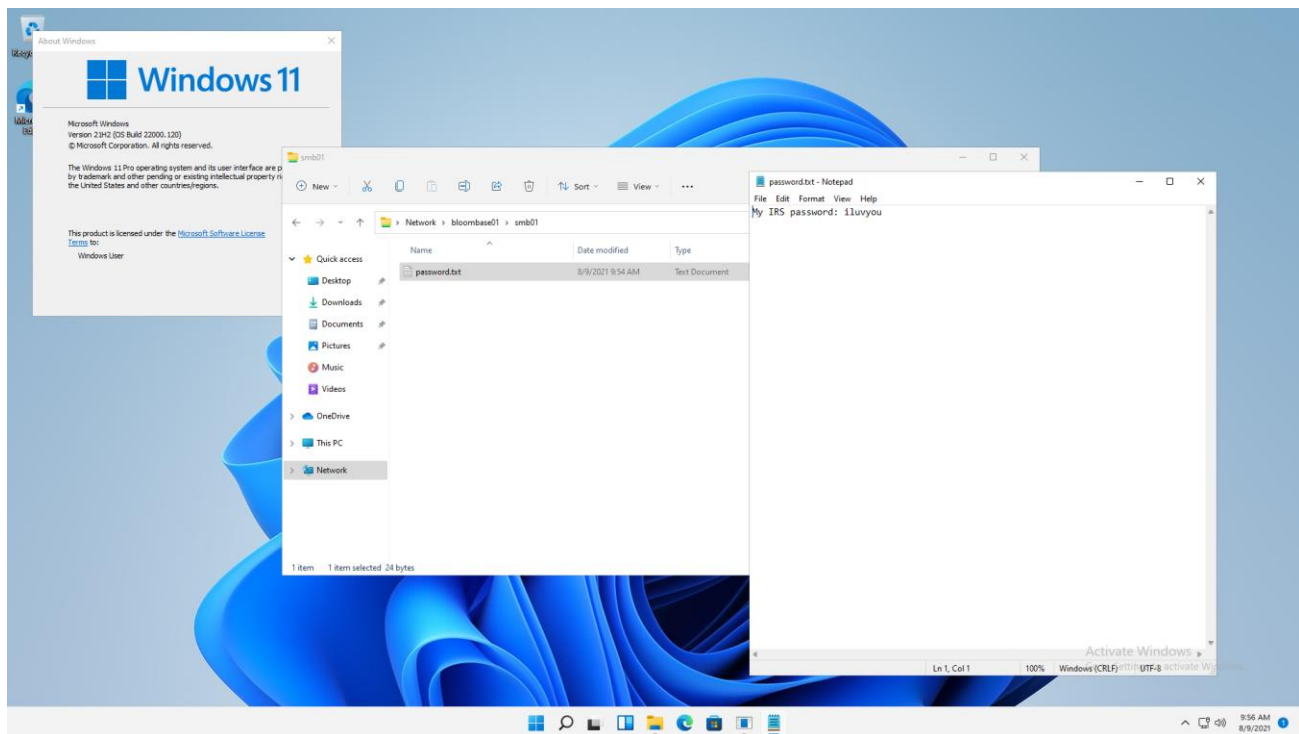 About Windows
Windows 11
Microsoft Windows
Version 21H2 (OS Build 22000.120)
© Microsoft Corporation. All rights reserved.
The Windows 11 Pro operating system and its user interface are
by trademark and other pending or existing intellectual property
the United States and other countries/regions.
This product is licensed under the Microsoft Software License
Terms to:
Windows User
smb01
New
Sort
View
Network > bloombase01 > smb01
Name
Date modified
Type
password.txt
8/9/2021 9:54 AM
Text Document
Quick access
Desktop
Downloads
Documents
Pictures
Music
Videos
OneDrive
This PC
Network
1 item
1 item selected 24 bytes
password.txt - Notepad
File Edit Format View Help
My IRS password: iluvyou
Activate Windows
Ln 1, Col 1
100%
Windows (CRLF)
UTF-8
9:56 AM
8/9/2021
1